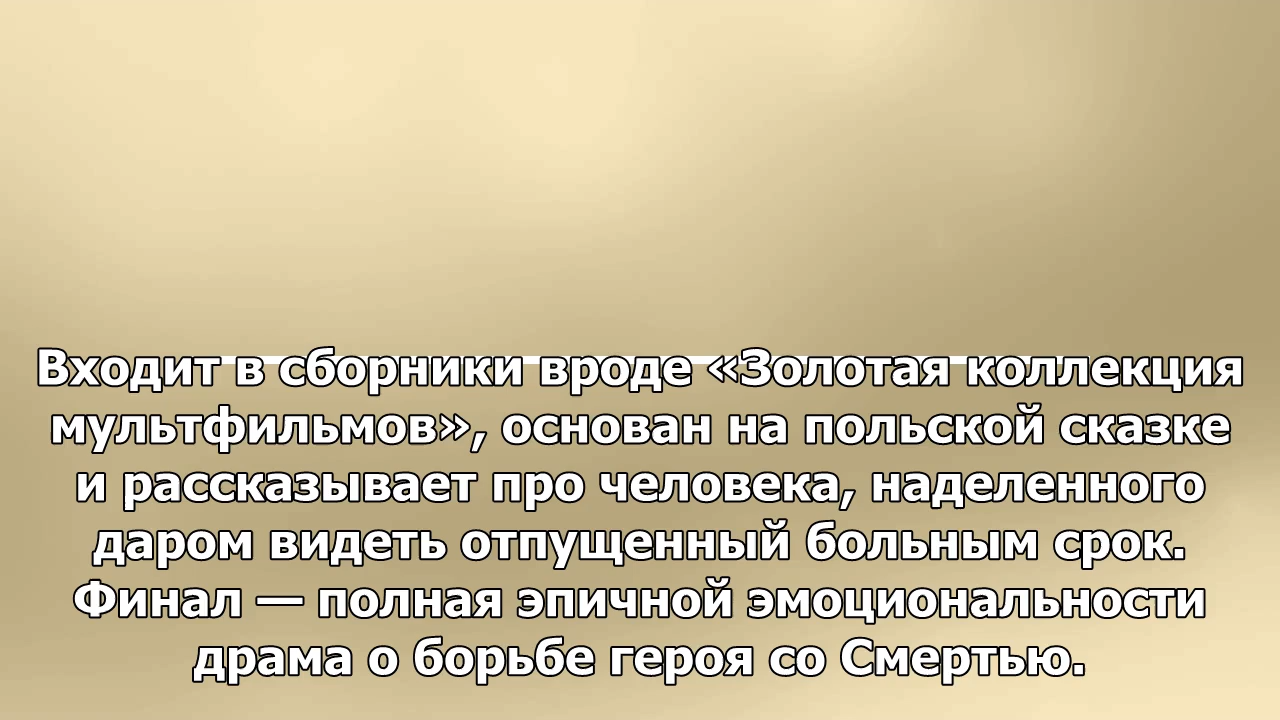 Входит в сборники вроде «Золотая коллекция
мультфильмов», основан на польской сказке
и рассказывает про человека, наделенного
даром видеть отпущенный больным срок.
Финал — полная эпичной эмоциональности
драма о борьбе героя со Смертью.